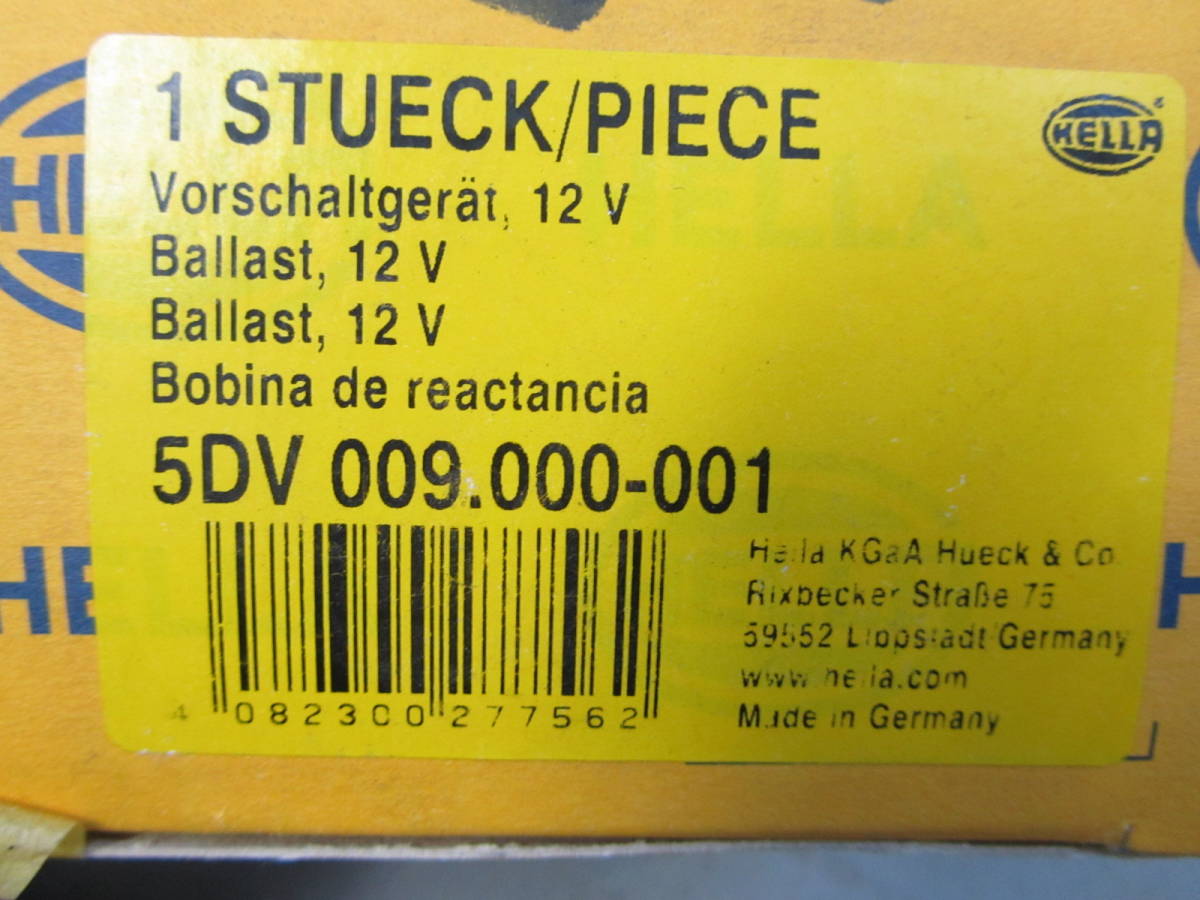 1 STUECK/PIECE
HELLA
Vorschaltgerät, 12 V
Ballast, 12 V
Ballast, 12 V
Bobina de reactancia
5DV 009.000-001
Hella KGaA Hueck & Co
Rixbecker Straße 75
59552 Lippstadt/Germany
www.hella.com
Made in Germany
4 082300 277562